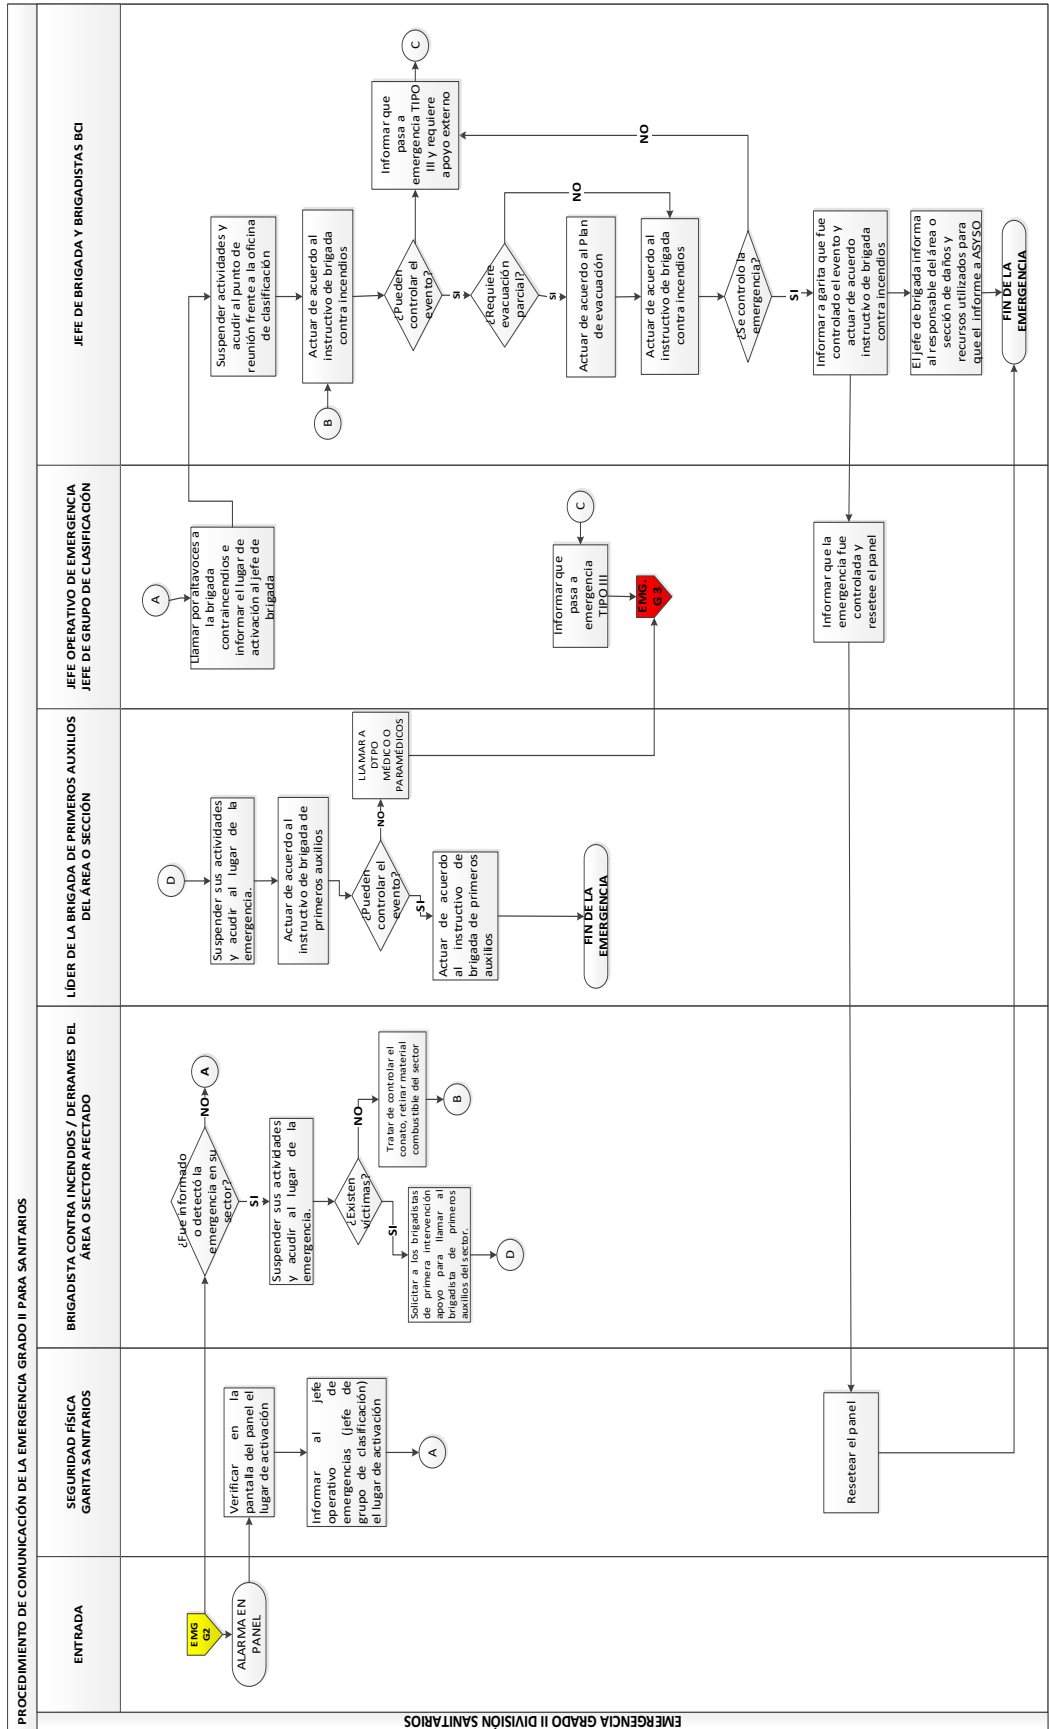 PROCEDIMIENTO DE COMUNICACIÓN DE LA EMERGENCIA GRADO II PARA SANITARIOS
EMERGENCIA GRADO II DIVISIÓN SANITARIOS
ENTRADA
EMG
G2
ALARMA EN
PANEL
SEGURIDAD FÍSICA
GARITA SANITARIOS
Verificar en la
pantalla del panel el
lugar de activación
Informar al jefe
operativo de
emergencias (jefe de
grupo de clasificación)
el lugar de activación
A
Resetear el panel
BRIGADISTA CONTRA INCENDIOS / DERRAMES DEL
ÁREA O SECTOR AFECTADO
¿Fue informado
o detectó la
emergencia en su
sector?
NO
A
SI
Suspender sus actividades
y acudir al lugar de la
emergencia.
¿Existen
víctimas?
NO
Tratar de controlar el
conato, retirar material
combustible del sector
B
SI
Solicitar a los brigadistas
de primera intervención
apoyo para llamar al
brigadista de primeros
auxilios del sector.
D
LÍDER DE LA BRIGADA DE PRIMEROS AUXILIOS
DEL ÁREA O SECCIÓN
D
Suspender sus actividades
y acudir al lugar de la
emergencia.
Actuar de acuerdo al
instructivo de brigada de
primeros auxilios
¿Pueden
controlar el
evento?
NO
LLAMAR A
DTPO
MÉDICO O
PARAMÉDICOS
SI
Actuar de acuerdo
al instructivo de
brigada de primeros
auxilios
FIN DE LA
EMERGENCIA
JEFE OPERATIVO DE EMERGENCIA
JEFE DE GRUPO DE CLASIFICACIÓN
A
Llamar por altavoces a
la brigada
contraincendios e
informar el lugar de
activación al jefe de
brigada
C
Informar que
pasa a
emergencia
TIPO III
EMG.
G3
Informar que la
emergencia fue
controlada y
resetee el panel
JEFE DE BRIGADA Y BRIGADISTAS BCI
Suspender actividades y
acudir al punto de
reunión frente a la oficina
de clasificación
B
Actuar de acuerdo al
instructivo de brigada
contra incendios
¿Pueden
controlar el
evento?
Informar que
pasa a
emergencia TIPO
III y requiere
apoyo externo
C
SI
¿Requiere
evacuación
parcial?
NO
SI
Actuar de acuerdo al Plan
de evacuación
Actuar de acuerdo al
instructivo de brigada
contra incendios
¿Se controlo la
emergencia?
NO
SI
Informar a garita que fue
controlado el evento y
actuar de acuerdo
instructivo de brigada
contra incendios
El jefe de brigada informa
al responsable del área o
sección de daños y
recursos utilizados para
que el informe a ASYSO
FIN DE LA
EMERGENCIA